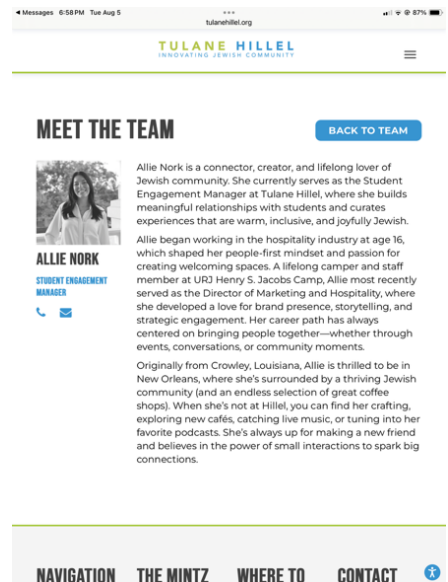 Messages 6:58 PM Tue Aug 5
87%
tulanehillel.org
TULANE HILLEL
INNOVATING JEWISH COMMUNITY
MEET THE TEAM
BACK TO TEAM
ALLIE NORK
STUDENT ENGAGEMENT
MANAGER
Allie Nork is a connector, creator, and lifelong lover of
Jewish community. She currently serves as the Student
Engagement Manager at Tulane Hillel, where she builds
meaningful relationships with students and curates
experiences that are warm, inclusive, and joyfully Jewish.
Allie began working in the hospitality industry at age 16,
which shaped her people-first mindset and passion for
creating welcoming spaces. A lifelong camper and staff
member at URJ Henry S. Jacobs Camp, Allie most recently
served as the Director of Marketing and Hospitality, where
she developed a love for brand presence, storytelling, and
strategic engagement. Her career path has always
centered on bringing people together—whether through
events, conversations, or community moments.
Originally from Crowley, Louisiana, Allie is thrilled to be in
New Orleans, where she's surrounded by a thriving Jewish
community (and an endless selection of great coffee
shops). When she's not at Hillel, you can find her crafting,
exploring new cafés, catching live music, or tuning into her
favorite podcasts. She's always up for making a new friend
and believes in the power of small interactions to spark big
connections.
NAVIGATION THE MINTZ WHERE TO CONTACT